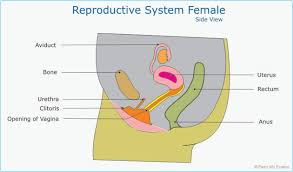 Reproductive System Female
Side View
Aviduct
Bone
Urethra
Clitoris
Opening of Vagina
Uterus
Rectum
Anus